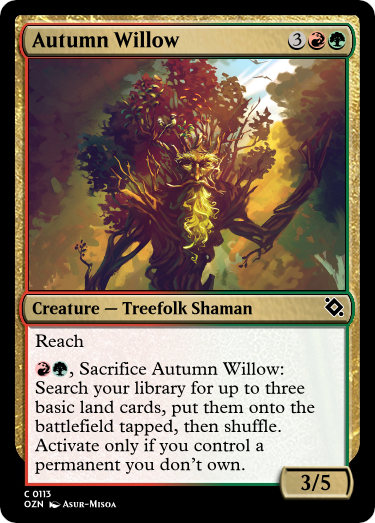 Autumn Willow 3
Creature — Treefolk Shaman
Reach
, Sacrifice Autumn Willow:
Search your library for up to three
basic land cards, put them onto the
battlefield tapped, then shuffle.
Activate only if you control a
permanent you don't own.
3/5
C 0113
OZN Asur-Misoa